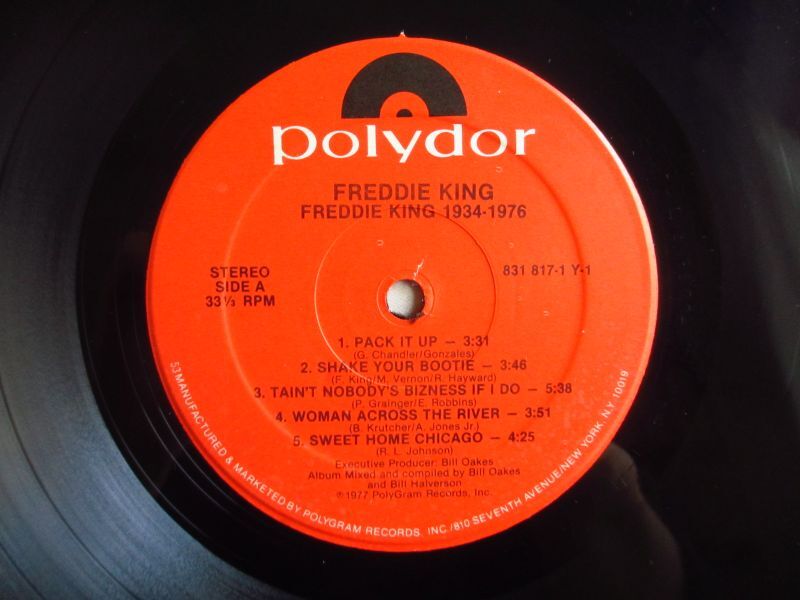 polydor
FREDDIE KING
FREDDIE KING 1934-1976
STEREO
SIDE A
33⅓ RPM
831 817-1 Y-1
1. PACK IT UP — 3:31
(G. Chandler/Gonzales)
2. SHAKE YOUR BOOTIE — 3:46
(F. King/M. Vernon/R. Hayward)
3. TAIN'T NOBODY'S BIZNESS IF I DO — 5:38
(P. Grainger/E. Robbins)
4. WOMAN ACROSS THE RIVER — 3:51
(B. Krutcher/A. Jones Jr.)
5. SWEET HOME CHICAGO — 4:25
(R. L. Johnson)
Executive Producer: Bill Oakes
Album Mixed and compiled by Bill Oakes
and Bill Halverson
©1977 PolyGram Records, Inc.
53 MANUFACTURED & MARKETED BY POLYGRAM RECORDS, INC./810 SEVENTH AVENUE/NEW YORK, N.Y. 10019